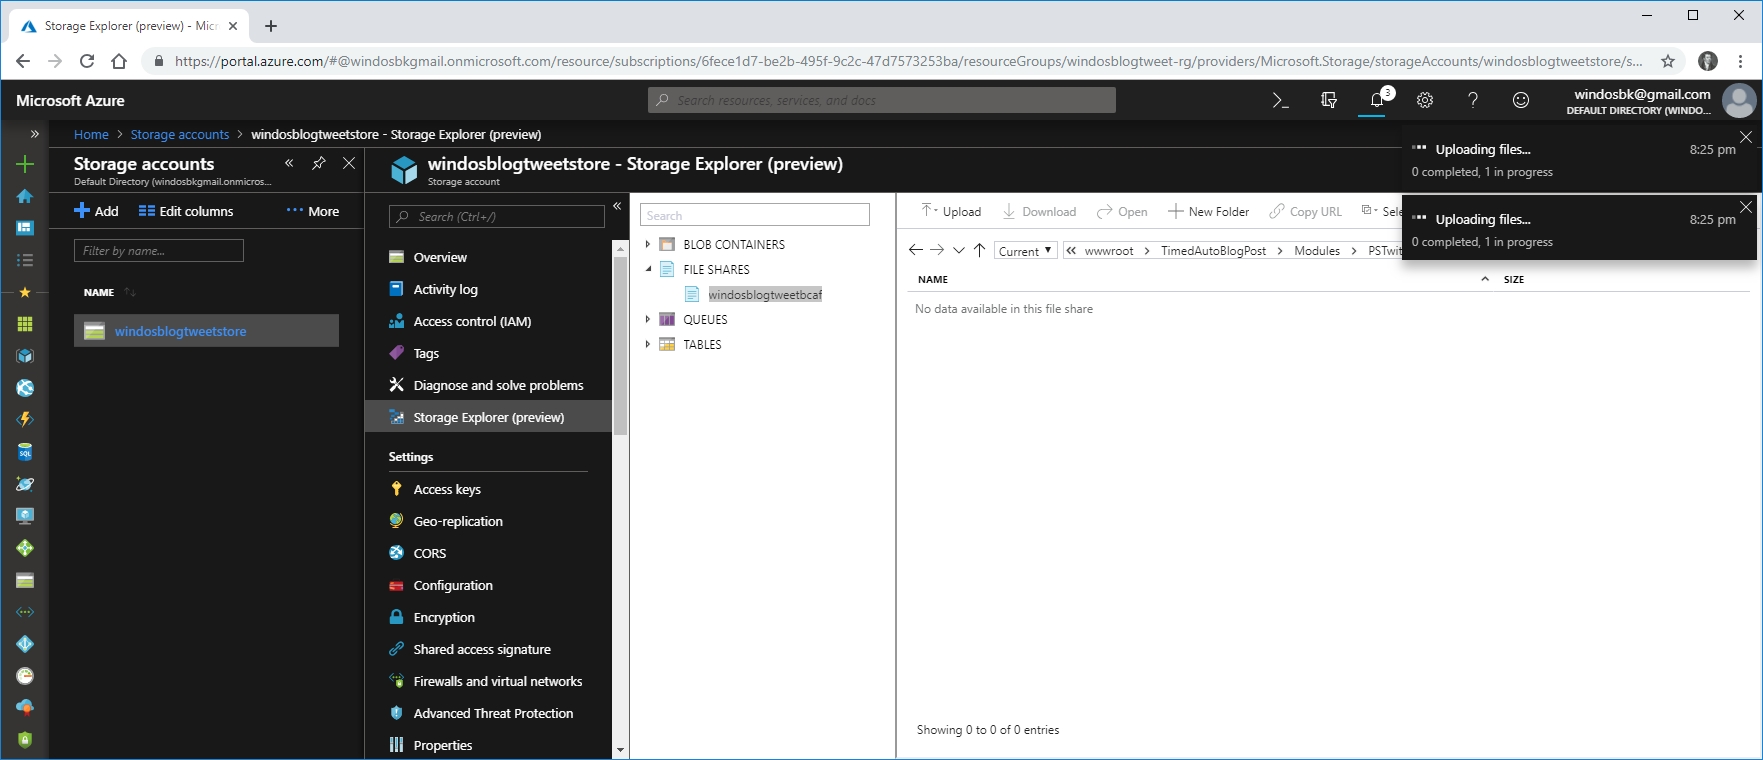 Storage Explorer (preview) - Micr
https://portal.azure.com/#@windosbkgmail.onmicrosoft.com/resource/subscriptions/6fece1d7-be2b-495f-9c2c-47d7573253ba/resourceGroups/windosblogtweet-rg/providers/Microsoft.Storage/storageAccounts/windosblogtweetstore/s...
Microsoft Azure
Search resources, services, and docs
3
windosbk@gmail.com
DEFAULT DIRECTORY (WINDO...
Home > Storage accounts > windosblogtweetstore - Storage Explorer (preview)
Storage accounts
Default Directory (windosbkgmail.onmicros...
Add
Edit columns
More
Filter by name...
NAME
windosblogtweetstore
windosblogtweetstore - Storage Explorer (preview)
Storage account
Search (Ctrl+/)
Overview
Activity log
Access control (IAM)
Tags
Diagnose and solve problems
Storage Explorer (preview)
Settings
Access keys
Geo-replication
CORS
Configuration
Encryption
Shared access signature
Firewalls and virtual networks
Advanced Threat Protection
Properties
Search
BLOB CONTAINERS
FILE SHARES
windosblogtweetbcaf
QUEUES
TABLES
Upload
Download
Open
New Folder
Copy URL
Sele
Current
wwwroot > TimedAutoBlogPost > Modules > PSTwit
NAME
SIZE
No data available in this file share
Showing 0 to 0 of 0 entries
Uploading files...
8:25 pm
0 completed, 1 in progress
Uploading files...
8:25 pm
0 completed, 1 in progress
SQL